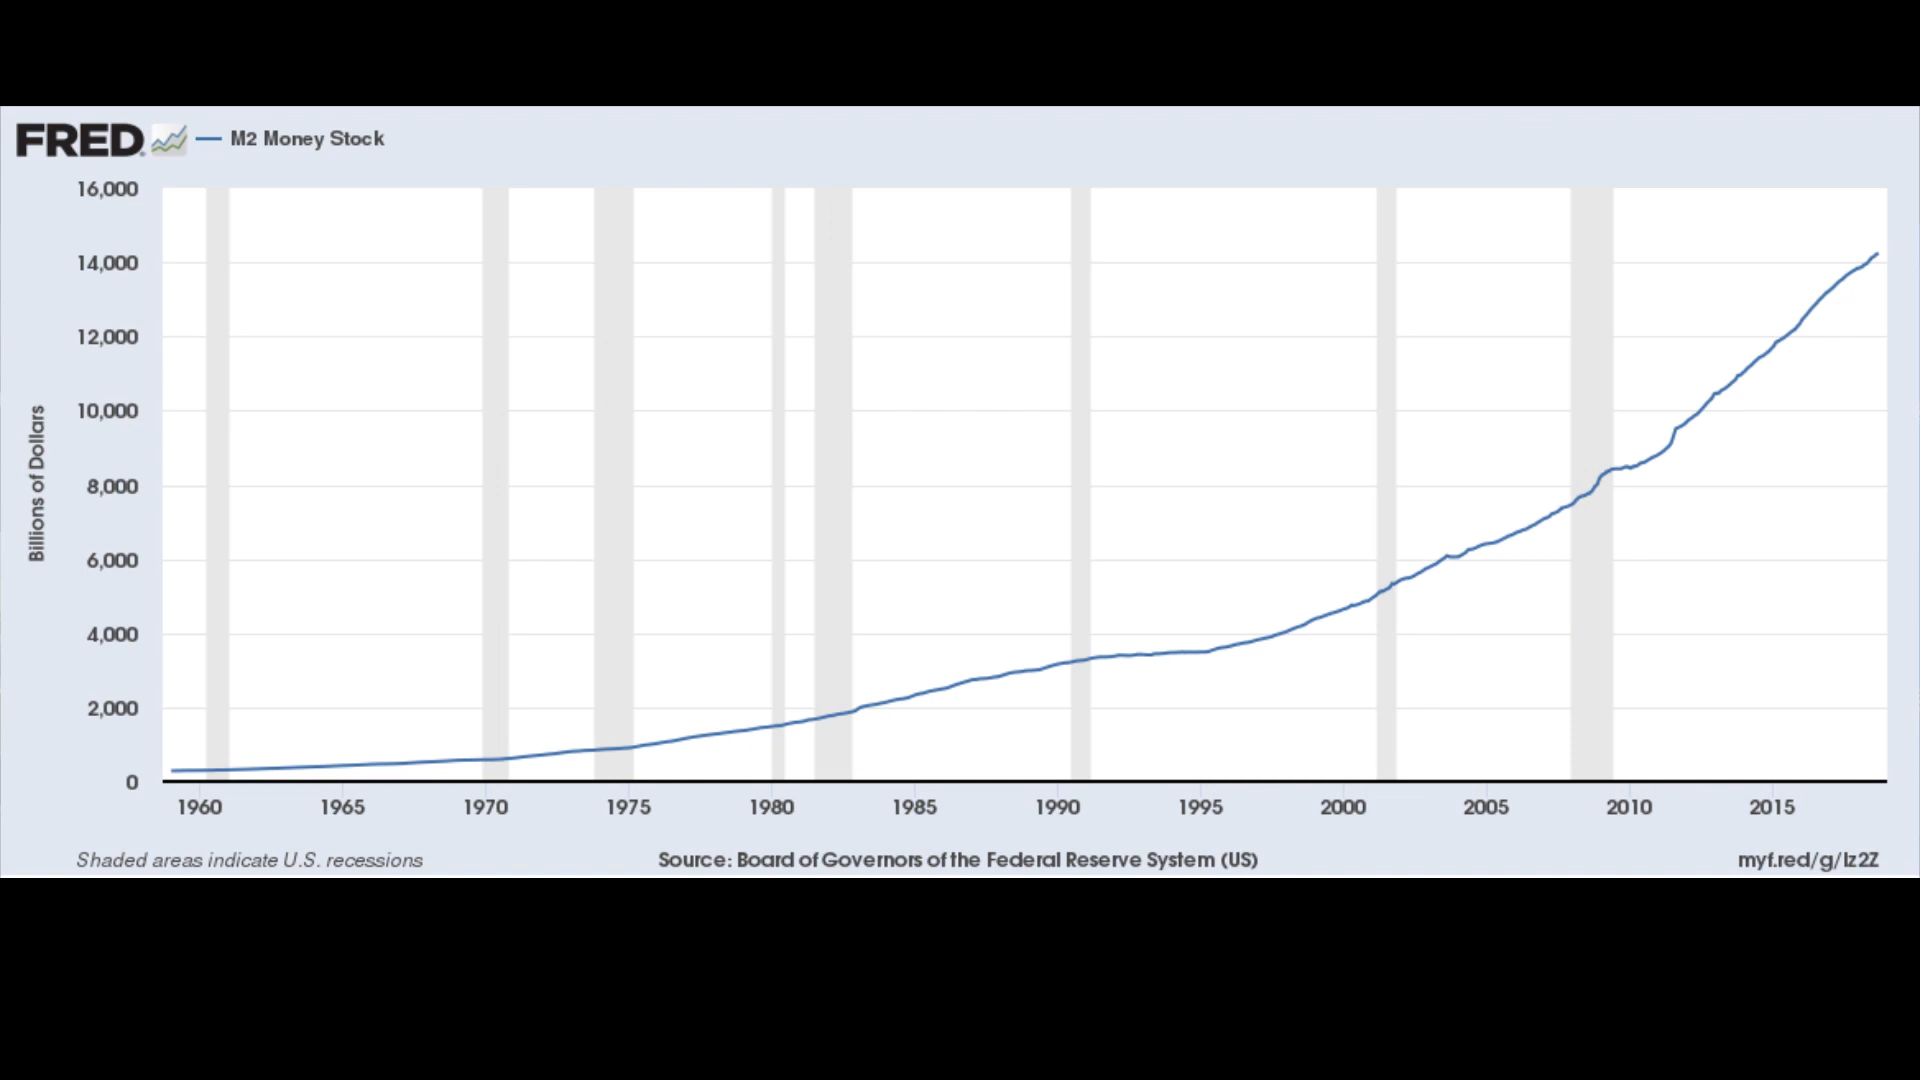 FRED
M2 Money Stock
16,000
14,000
12,000
10,000
8,000
6,000
4,000
2,000
0
Billions of Dollars
1960 1965 1970 1975 1980 1985 1990 1995 2000 2005 2010 2015
Shaded areas indicate U.S. recessions
Source: Board of Governors of the Federal Reserve System (US)
myf.red/g/lz2Z